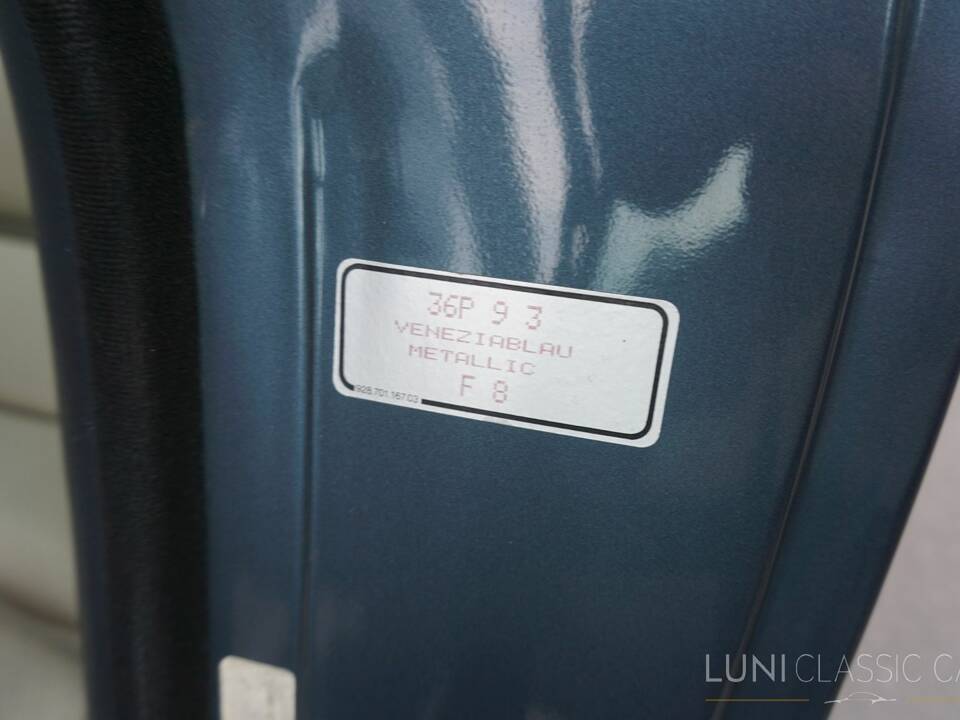 36P 9 3
VENEZIABLAU
METALLIC
F 8
928.701.167.03
LUNI CLASSIC CA